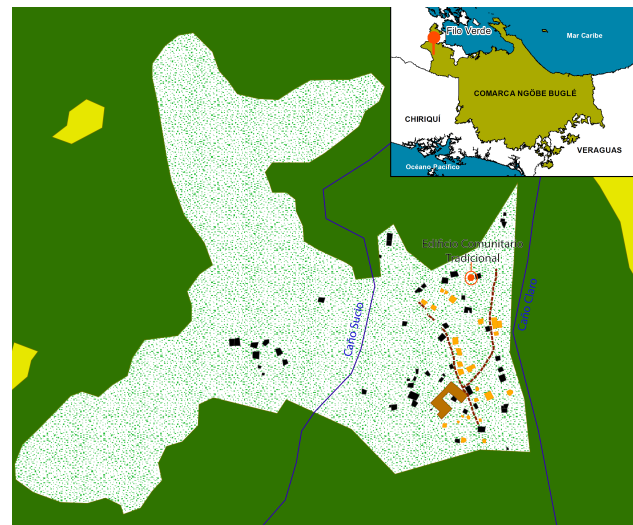 Filo Verde
Mar Caribe
COMARCA NGÖBE BUGLÉ
CHIRIQUÍ
VERAGUAS
Océano Pacífico
Edificio Comunitario
Tradicional
Caño Sucio
Caño Claro